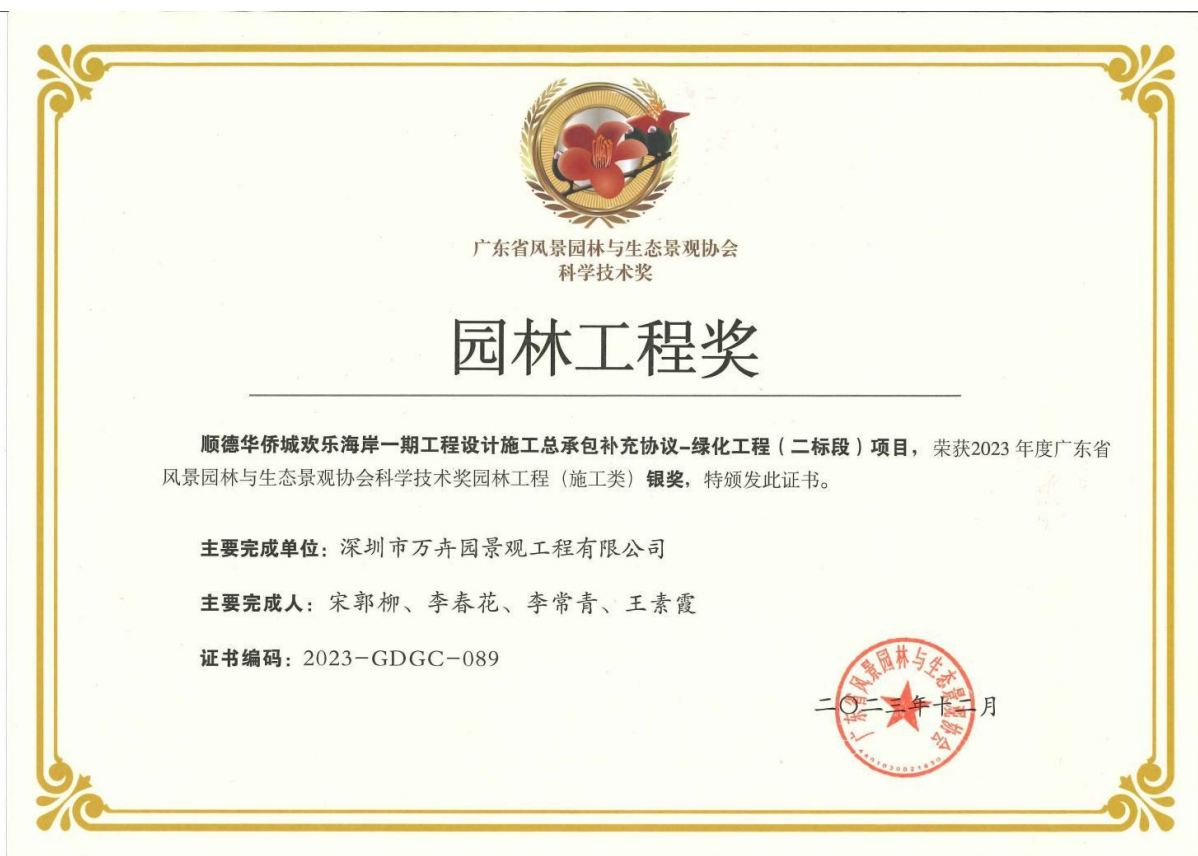 广东省风景园林与生态景观协会
科学技术奖
园林工程奖
顺德华侨城欢乐海岸一期工程设计施工总承包补充协议–绿化工程（二标段）项目，荣获2023 年度广东省
风景园林与生态景观协会科学技术奖园林工程（施工类）银奖，特颁发此证书。
主要完成单位：深圳市万卉园景观工程有限公司
主要完成人：宋郭柳、李春花、李常青、王素霞
证书编码：2023-GDGC-089
二〇二三年十二月
广东省风景园林与生态景观协会